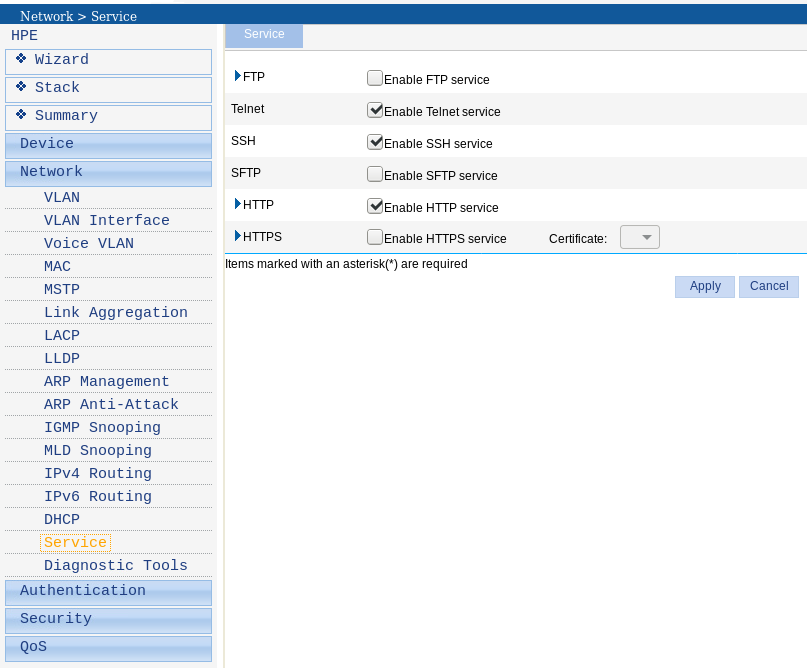 Network > Service
HPE
Wizard
Stack
Summary
Device
Network
VLAN
VLAN Interface
Voice VLAN
MAC
MSTP
Link Aggregation
LACP
LLDP
ARP Management
ARP Anti-Attack
IGMP Snooping
MLD Snooping
IPv4 Routing
IPv6 Routing
DHCP
Service
Diagnostic Tools
Authentication
Security
QoS
Service
FTP Enable FTP service
Telnet Enable Telnet service
SSH Enable SSH service
SFTP Enable SFTP service
HTTP Enable HTTP service
HTTPS Enable HTTPS service Certificate:
Items marked with an asterisk(*) are required
Apply Cancel